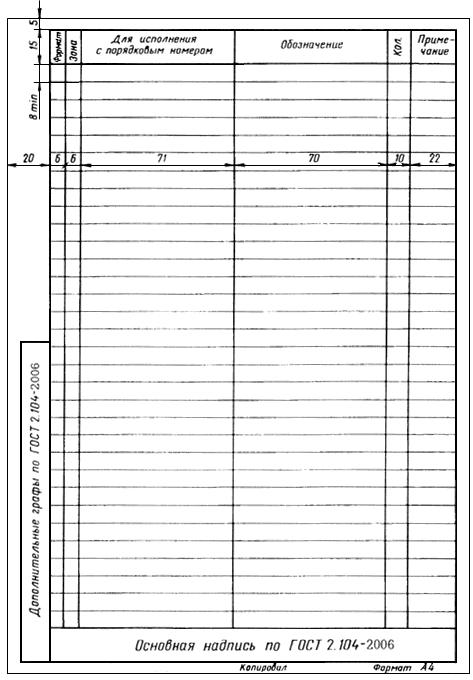 5
15
8 min
Формат
Зона
Для исполнения
с порядковым номером
Обозначение
Кол.
Приме-
чание
20
6
6
71
70
10
22
Дополнительные графы по ГОСТ 2.104-2006
Основная надпись по ГОСТ 2.104-2006
Копировал
Формат А4